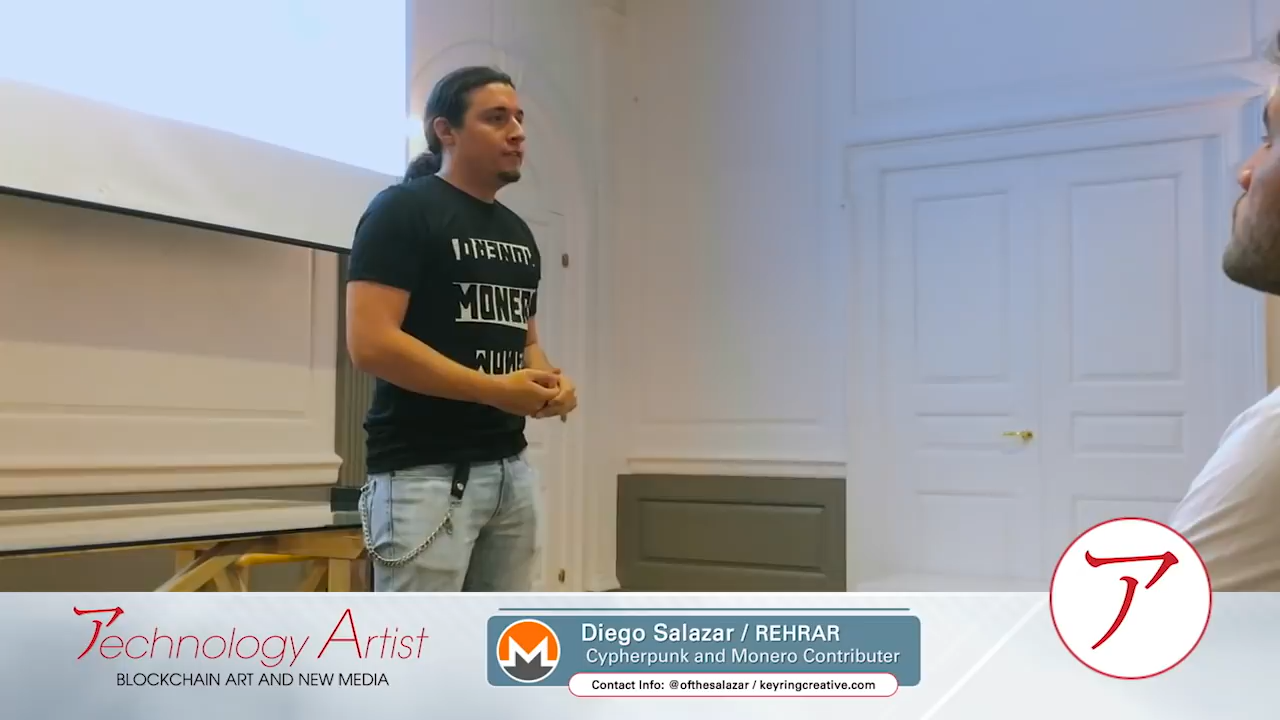 MONERO
Technology Artist
BLOCKCHAIN ART AND NEW MEDIA
Diego Salazar / REHRAR
Cypherpunk and Monero Contributer
Contact Info: @ofthesalazar / keyringcreative.com